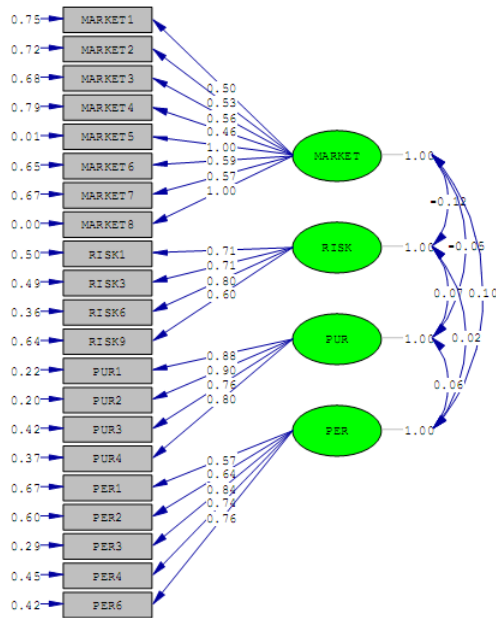 0.75 MARKET1
0.72 MARKET2
0.68 MARKET3
0.79 MARKET4
0.01 MARKET5
0.65 MARKET6
0.67 MARKET7
0.00 MARKET8
0.50 RISK1
0.49 RISK3
0.36 RISK6
0.64 RISK9
0.22 PUR1
0.20 PUR2
0.42 PUR3
0.37 PUR4
0.67 PER1
0.60 PER2
0.29 PER3
0.45 PER4
0.42 PER6
0.50
0.53
0.56
0.46
1.00
0.59
0.57
1.00
0.71
0.71
0.80
0.60
0.88
0.90
0.76
0.80
0.57
0.64
0.84
0.74
0.76
MARKET 1.00
RISK 1.00
PUR 1.00
PER 1.00
-0.12
-0.05
0.07 0.10
0.02
0.06